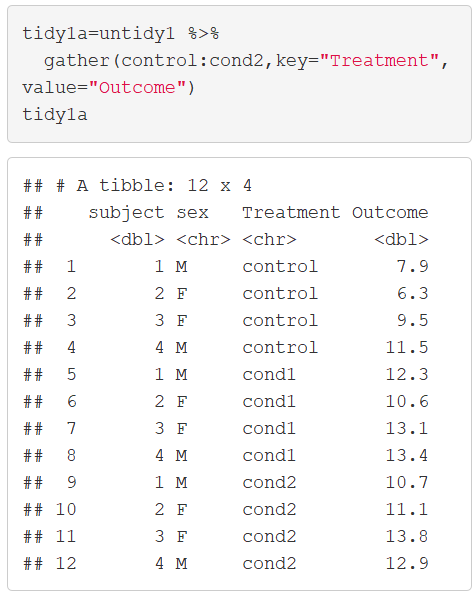 tidy1a=untidy1 %>%
  gather(control:cond2,key="Treatment",
value="Outcome")
tidy1a
## # A tibble: 12 x 4
##    subject sex   Treatment Outcome
##      <dbl> <chr> <chr>       <dbl>
##  1       1 M     control       7.9
##  2       2 F     control       6.3
##  3       3 F     control       9.5
##  4       4 M     control      11.5
##  5       1 M     cond1        12.3
##  6       2 F     cond1        10.6
##  7       3 F     cond1        13.1
##  8       4 M     cond1        13.4
##  9       1 M     cond2        10.7
## 10       2 F     cond2        11.1
## 11       3 F     cond2        13.8
## 12       4 M     cond2        12.9